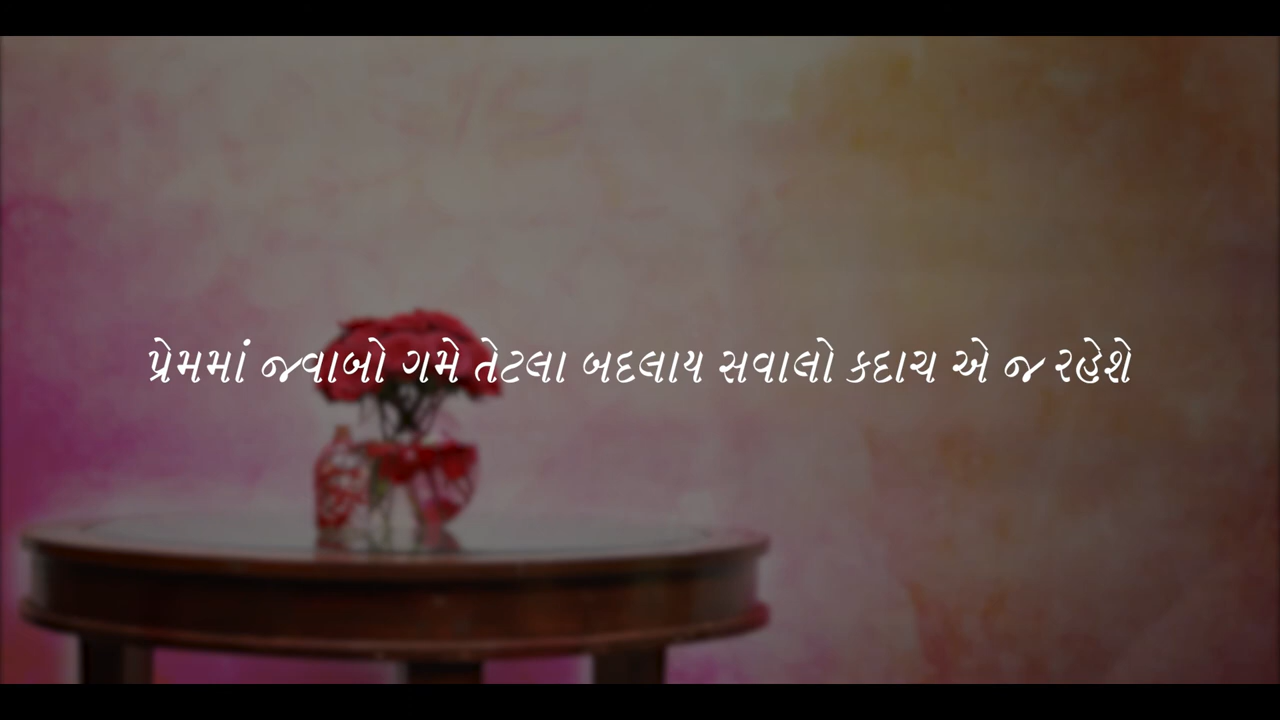 પ્રેમમાં જવાબો ગમે તેટલા બદલાય સવાલો કદાચ એ જ રહેશે